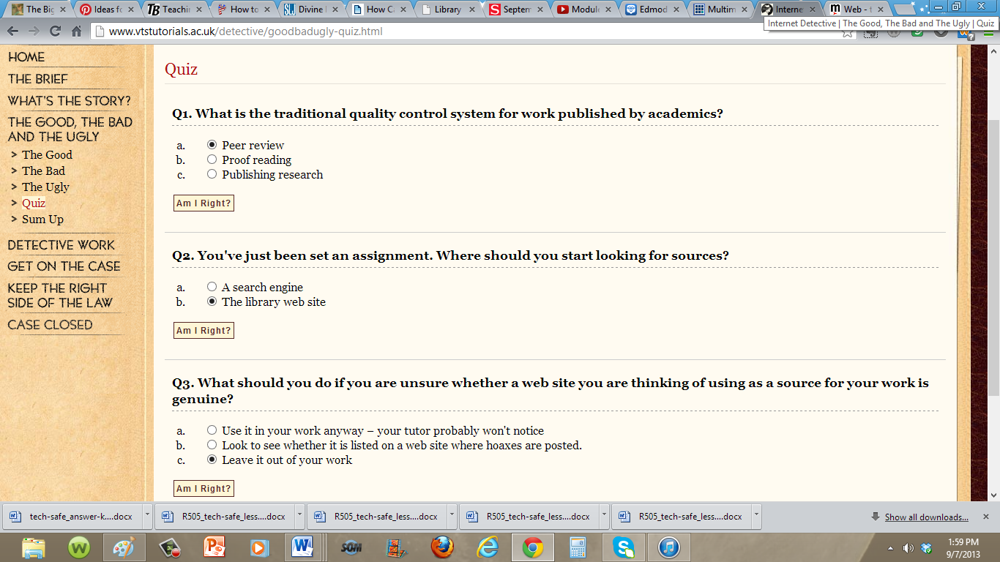 The Big
Ideas fo
Teachin
How to
Divine I
How C
Library
Septem
Module
Edmod
Multim
Interne
Web - t
www.vtstutorials.ac.uk/detective/goodbadugly-quiz.html
Internet Detective | The Good, The Bad and The Ugly | Quiz
HOME
THE BRIEF
WHAT'S THE STORY?
THE GOOD, THE BAD
AND THE UGLY
> The Good
> The Bad
> The Ugly
> Quiz
> Sum Up
DETECTIVE WORK
GET ON THE CASE
KEEP THE RIGHT
SIDE OF THE LAW
CASE CLOSED
Quiz
Q1. What is the traditional quality control system for work published by academics?
a. Peer review
b. Proof reading
c. Publishing research
Am I Right?
Q2. You've just been set an assignment. Where should you start looking for sources?
a. A search engine
b. The library web site
Am I Right?
Q3. What should you do if you are unsure whether a web site you are thinking of using as a source for your work is
genuine?
a. Use it in your work anyway – your tutor probably won't notice
b. Look to see whether it is listed on a web site where hoaxes are posted.
c. Leave it out of your work
Am I Right?
tech-safe_answer-k....docx
R505_tech-safe_less....docx
R505_tech-safe_less....docx
R505_tech-safe_less....docx
R505_tech-safe_less....docx
Show all downloads...
SOM
1:59 PM
9/7/2013